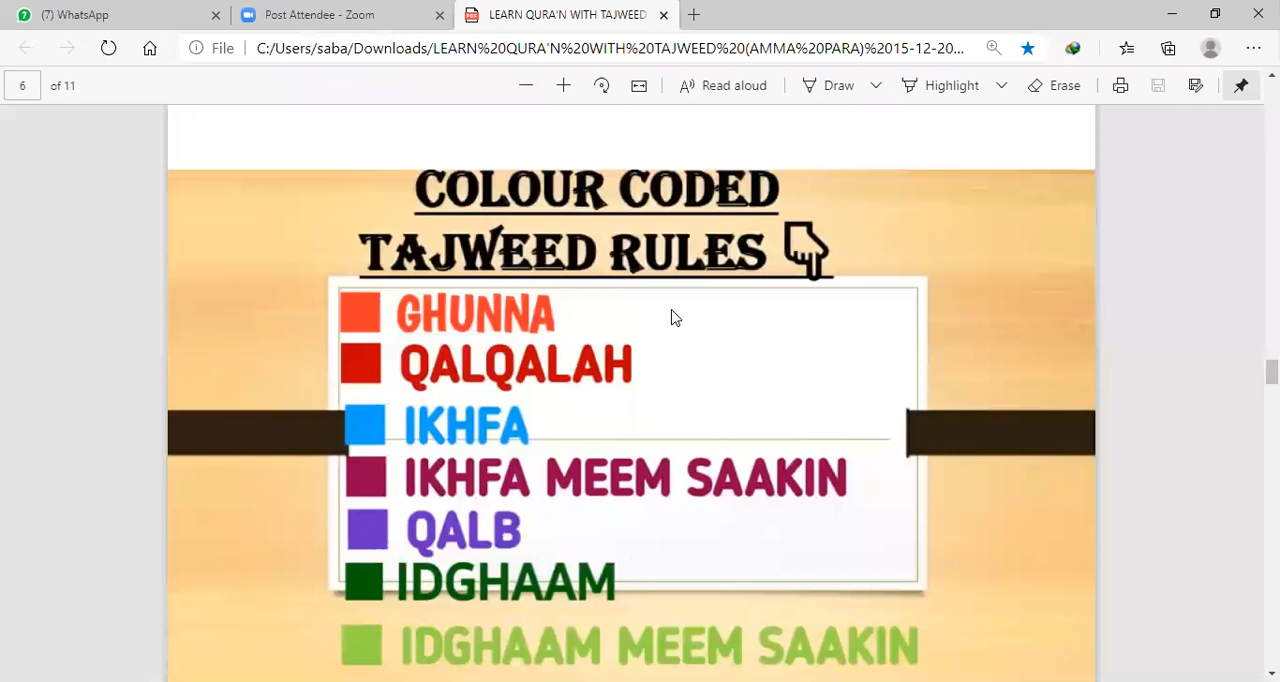 (7) WhatsApp
Post Attendee - Zoom
LEARN QURA'N WITH TAJWEED
File
C:/Users/saba/Downloads/LEARN%20QURA'N%20WITH%20TAJWEED%20(AMMA%20PARA)%2015-12-20...
6 of 11
Read aloud
Draw
Highlight
Erase
COLOUR CODED
TAJWEED RULES
GHUNNA
QALQALAH
IKHFA
IKHFA MEEM SAAKIN
QALB
IDGHAAM
IDGHAAM MEEM SAAKIN